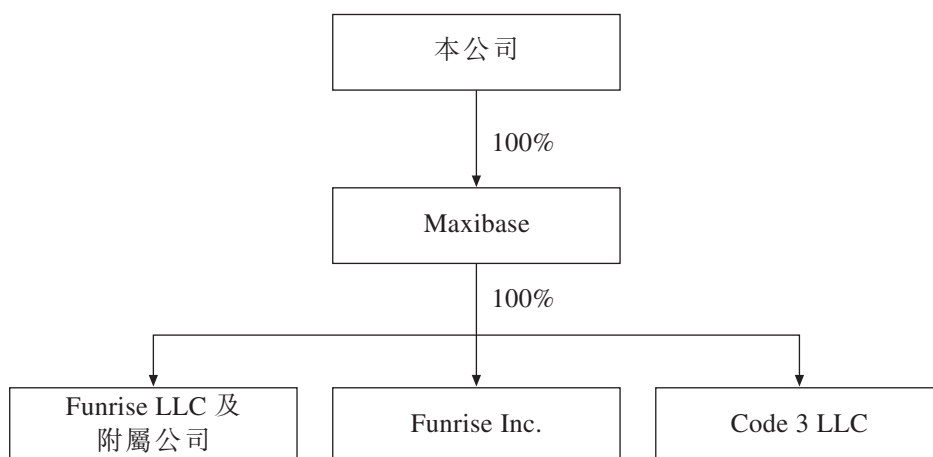 本公司
100%
Maxibase
100%
Funrise LLC 及
附屬公司
Funrise Inc.
Code 3 LLC